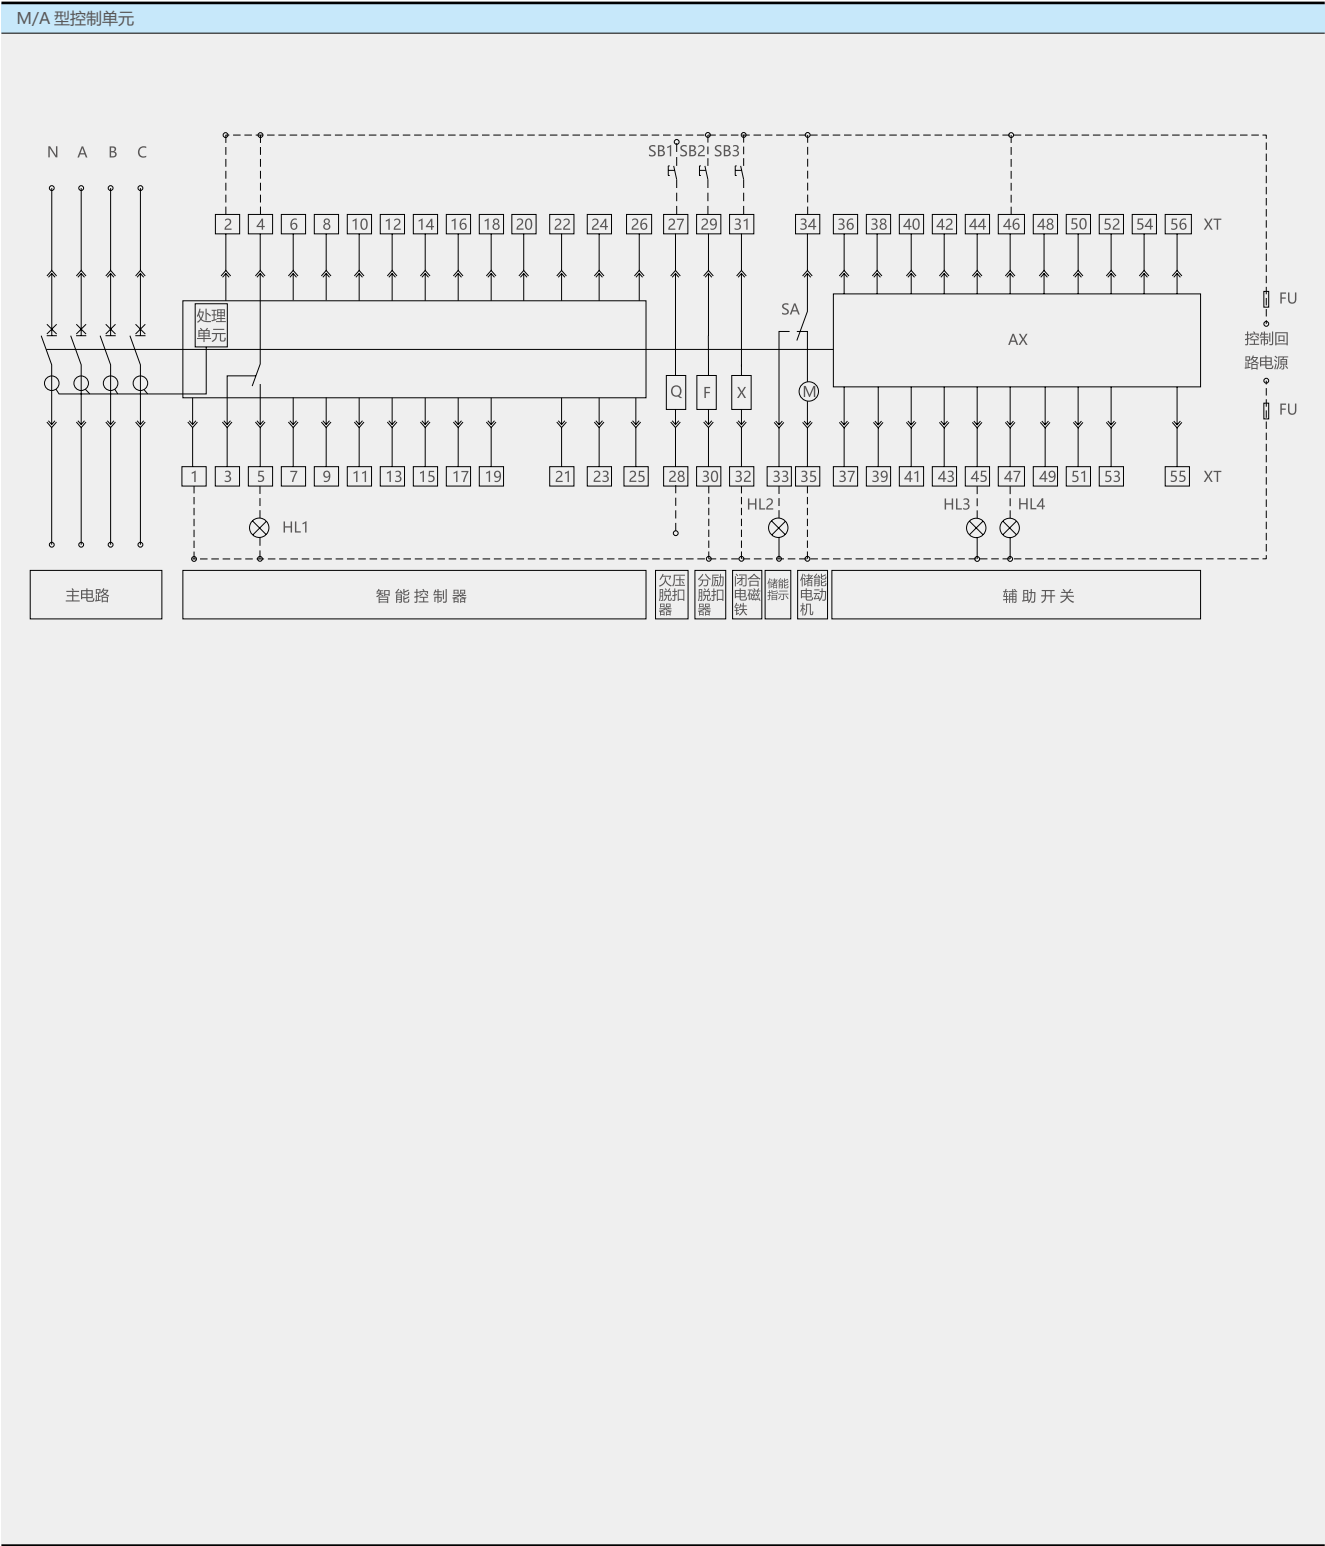 M/A 型控制单元
N A B C
SB1 SB2 SB3
2 4 6 8 10 12 14 16 18 20 22 24 26 27 29 31 34 36 38 40 42 44 46 48 50 52 54 56 XT
处理
单元
SA
AX
FU
控制回
路电源
Q F X M
FU
1 3 5 7 9 11 13 15 17 19 21 23 25 28 30 32 33 35 37 39 41 43 45 47 49 51 53 55 XT
HL1 HL2 HL3 HL4
主电路
智能控制器
欠压
脱扣
器
分励
脱扣
器
闭合
电磁
铁
储能
指示
储能
电动
机
辅助开关